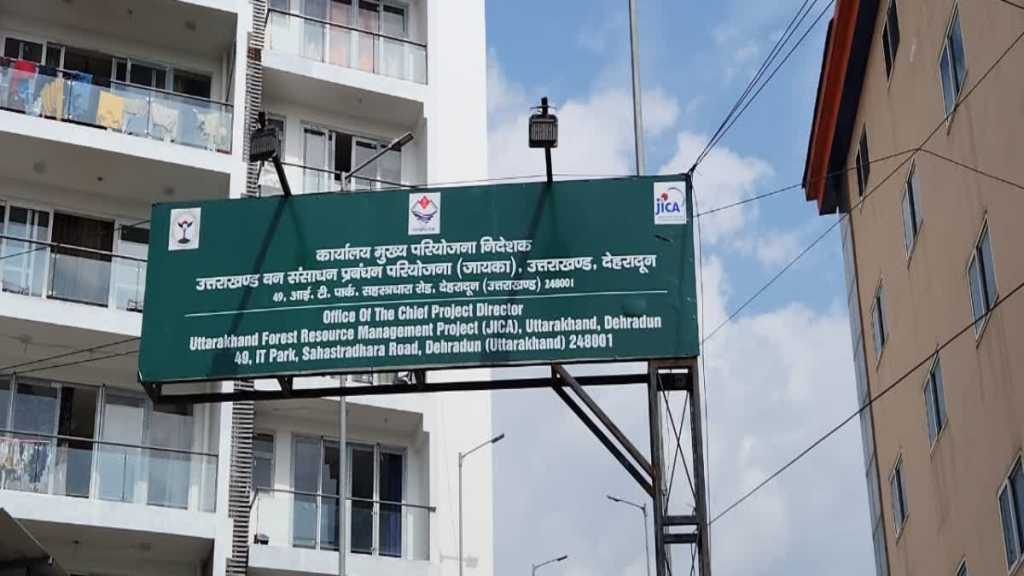 jICA
कार्यालय मुख्य परियोजना निदेशक
उत्तराखण्ड वन संसाधन प्रबंधन परियोजना (जायका), उत्तराखण्ड, देहरादून
49, आई. टी. पार्क, सहस्त्रधारा रोड, देहरादून (उत्तराखण्ड) 248001
Office Of The Chief Project Director
Uttarakhand Forest Resource Management Project (JICA), Uttarakhand, Dehradun
49, IT Park, Sahastradhara Road, Dehradun (Uttarakhand) 248001